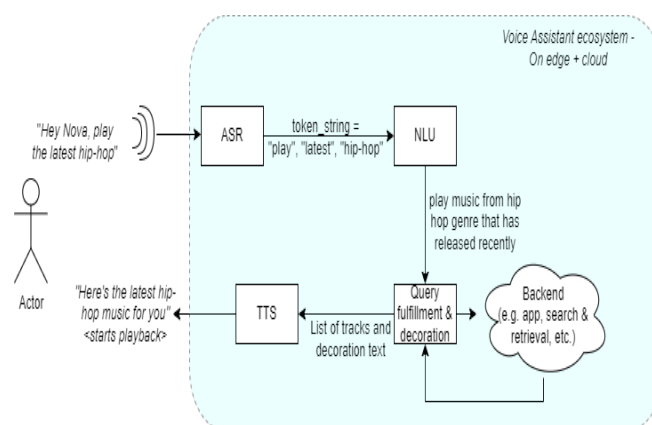 Voice Assistant ecosystem -
On edge + cloud
"Hey Nova, play
the latest hip-hop"
ASR
token_string =
"play", "latest", "hip-hop"
NLU
play music from hip
hop genre that has
released recently
Actor
"Here's the latest hip-
hop music for you"
<starts playback>
TTS
List of tracks and
decoration text
Query
fulfillment &
decoration
Backend
(e.g. app, search &
retrieval, etc.)